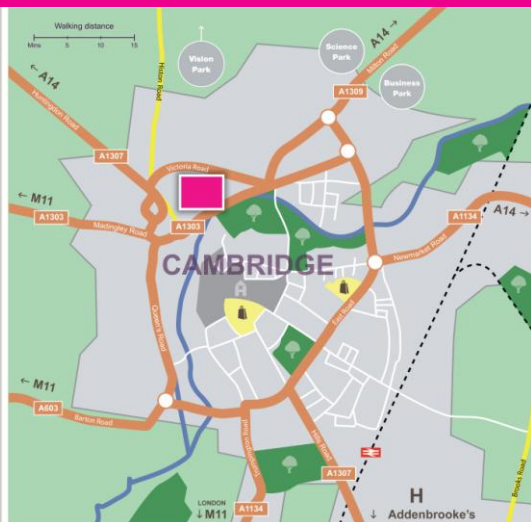 Walking distance
Mins 5 10 15
Vision
Park
Science
Park
Business
Park
A14 →
Milton Road
A1309
← A14
Huntingdon Road
Histon Road
A1307
Victoria Road
← M11
A1303
Madingley Road
A1303
A1134
A14 →
Newmarket Road
CAMBRIDGE
A
Queen's Road
East Road
← M11
A603
Barton Road
Trumpington Road
Hills Road
A1307
Brooks Road
LONDON
↓ M11
A1134
H
↓ Addenbrooke's